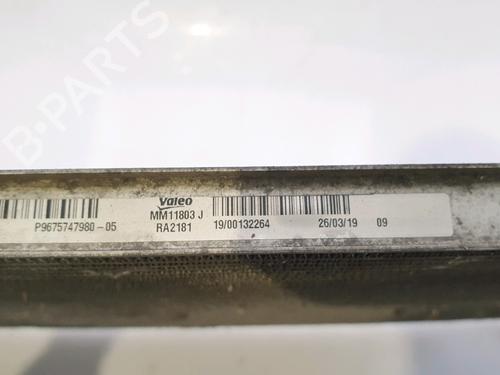 B-PARTS
Valeo
MM11803 J
P9675747980-05 RA2181 19/00132264 26/03/19 09